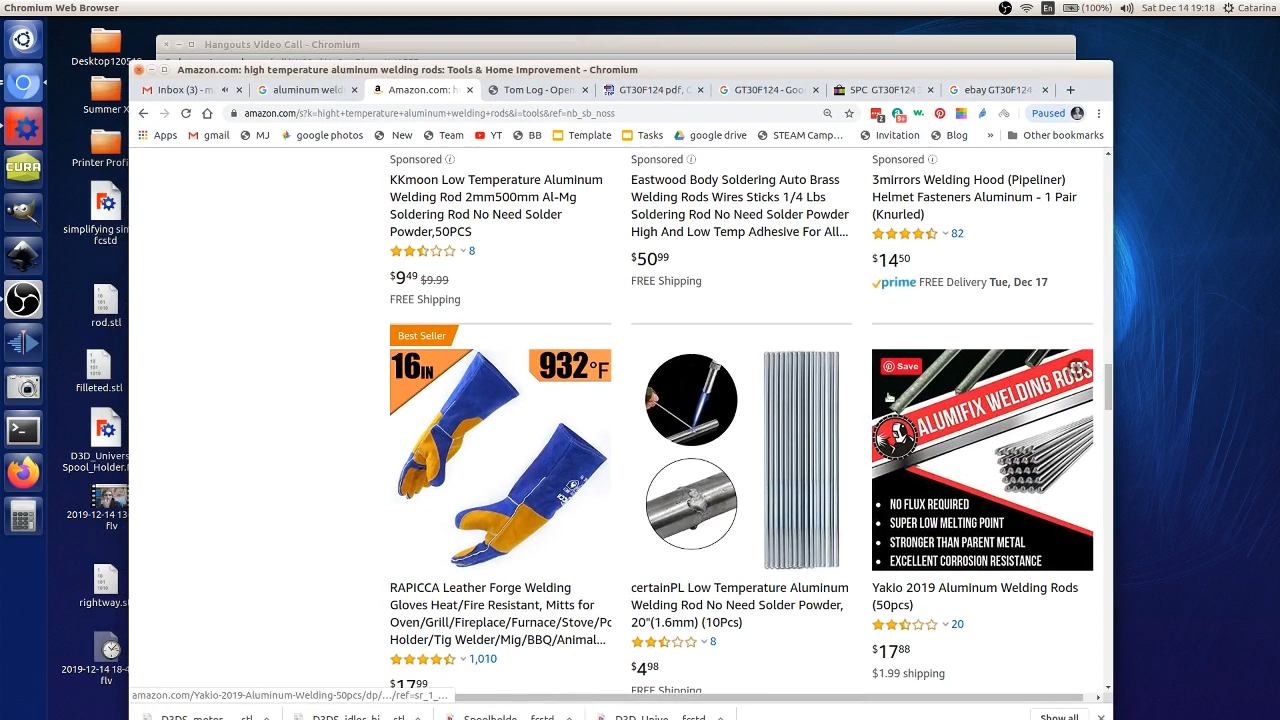 Chromium Web Browser
En
(100%)
Sat Dec 14 19:18
Catarina
Hangouts Video Call - Chromium
Amazon.com: high temperature aluminum welding rods: Tools & Home Improvement - Chromium
Inbox (3) - m
aluminum weldi
Amazon.com: h
Tom Log - Open
GT30F124 pdf, C
GT30F124 - Goo
SPC GT30F124 3
ebay GT30F124
amazon.com/s?k=hight+temperature+aluminum+welding+rods&i=tools&ref=nb_sb_noss
Paused
Apps
gmail
MJ
google photos
New
Team
YT
BB
Template
Tasks
google drive
STEAM Camp...
Invitation
Blog
»
Other bookmarks
Desktop12051
Summer X
Printer Profi
simplifying sim
fcstd
rod.stl
filleted.stl
D3D_Univers
Spool_Holder.f
2019-12-14 13
flv
rightway.stl
2019-12-14 18-4
flv
CURA
Sponsored
KKmoon Low Temperature Aluminum
Welding Rod 2mm500mm Al-Mg
Soldering Rod No Need Solder
Powder,50PCS
8
$9.49 $9.99
FREE Shipping
Sponsored
Eastwood Body Soldering Auto Brass
Welding Rods Wires Sticks 1/4 Lbs
Soldering Rod No Need Solder Powder
High And Low Temp Adhesive For All...
$50.99
FREE Shipping
Sponsored
3mirrors Welding Hood (Pipeliner)
Helmet Fasteners Aluminum - 1 Pair
(Knurled)
82
$14.50
prime FREE Delivery Tue, Dec 17
Best Seller
16IN
932°F
RAPICCA Leather Forge Welding
Gloves Heat/Fire Resistant, Mitts for
Oven/Grill/Fireplace/Furnace/Stove/Po
Holder/Tig Welder/Mig/BBQ/Animal...
1,010
$17.99
certainPL Low Temperature Aluminum
Welding Rod No Need Solder Powder,
20"(1.6mm) (10Pcs)
8
$4.98
FREE Shipping
Save
ALUMIFIX WELDING RODS
NO FLUX REQUIRED
SUPER LOW MELTING POINT
STRONGER THAN PARENT METAL
EXCELLENT CORROSION RESISTANCE
Yakio 2019 Aluminum Welding Rods
(50pcs)
20
$17.88
$1.99 shipping
amazon.com/Yakio-2019-Aluminum-Welding-50pcs/dp/.../ref=sr_1_...
Show all